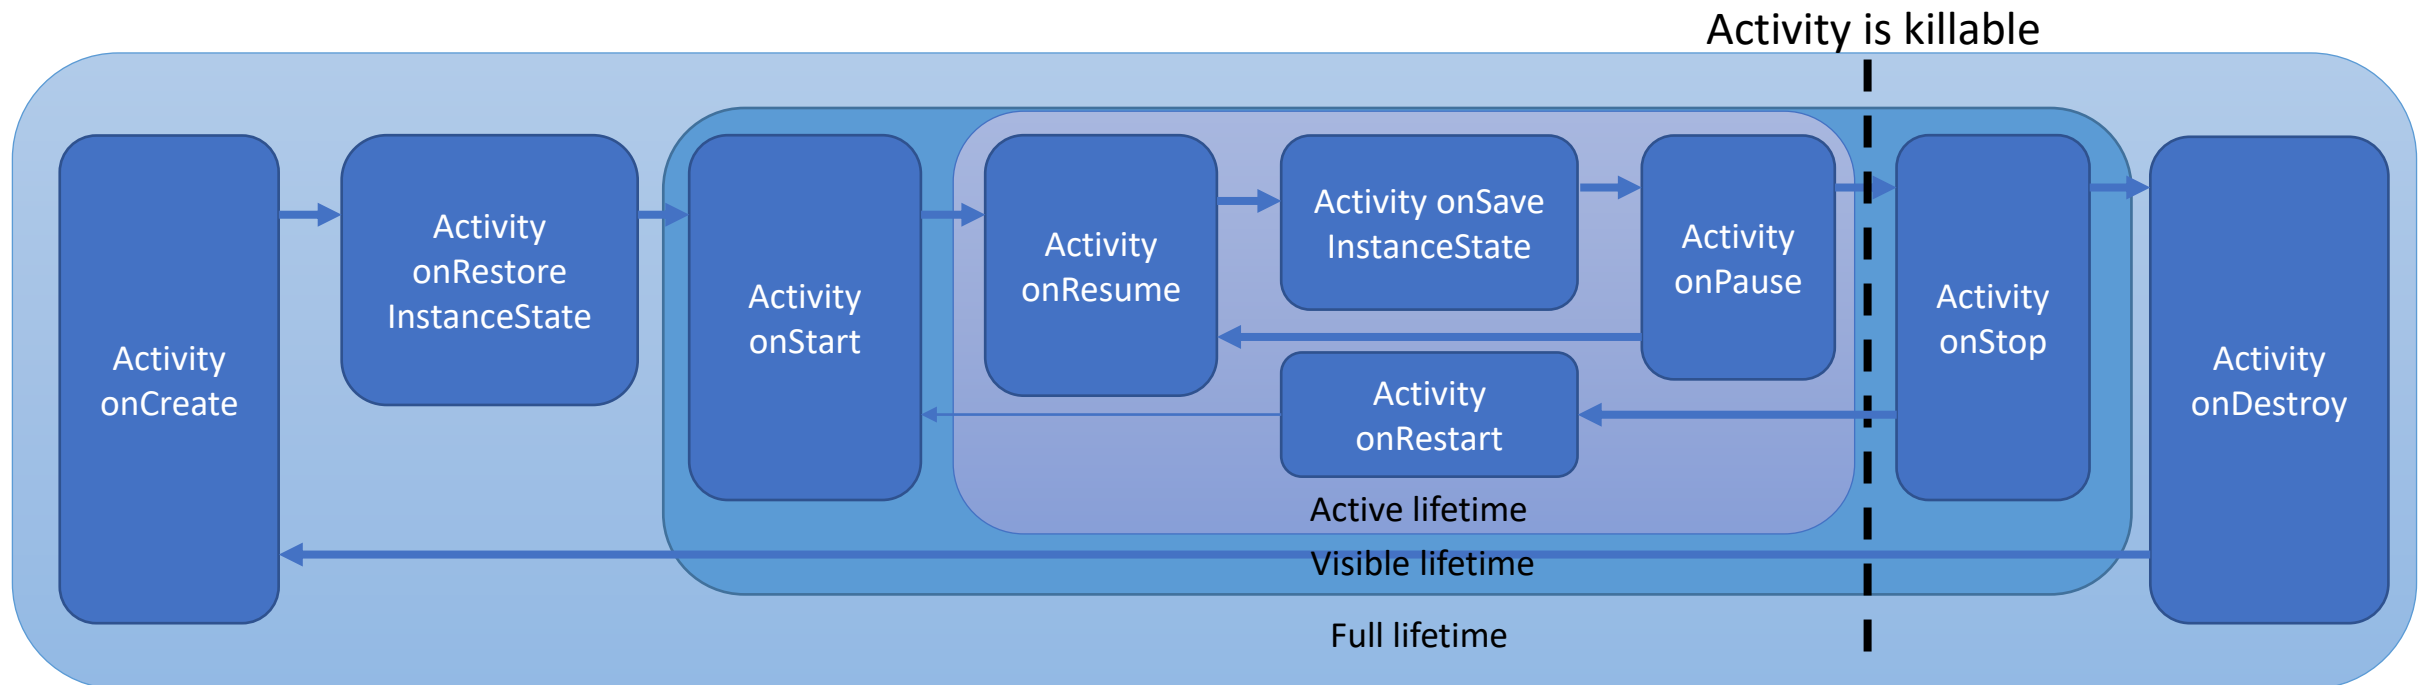 Activity is killable
Activity
onCreate
Activity
onRestore
InstanceState
Activity
onStart
Activity
onResume
Activity onSave
InstanceState
Activity
onPause
Activity
onRestart
Activity
onStop
Activity
onDestroy
Active lifetime
Visible lifetime
Full lifetime